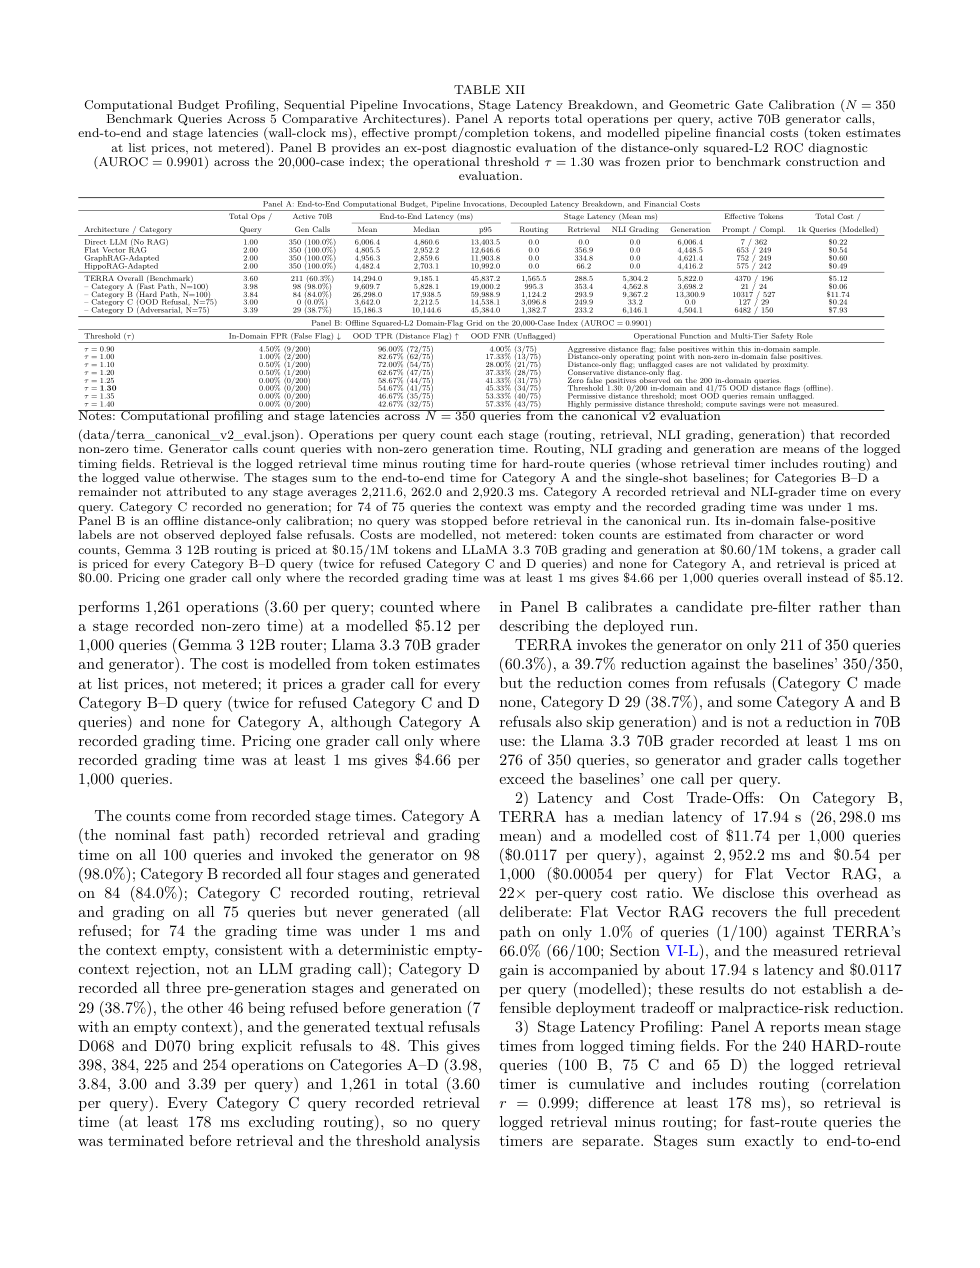 TABLE XII
Computational Budget Profiling, Sequential Pipeline Invocations, Stage Latency Breakdown, and Geometric Gate Calibration (N = 350
Benchmark Queries Across 5 Comparative Architectures). Panel A reports total operations per query, active 70B generator calls,
end-to-end and stage latencies (wall-clock ms), effective prompt/completion tokens, and modelled pipeline financial costs (token estimates
at list prices, not metered). Panel B provides an ex-post diagnostic evaluation of the distance-only squared-L2 ROC diagnostic
(AUROC = 0.9901) across the 20,000-case index; the operational threshold τ = 1.30 was frozen prior to benchmark construction and
evaluation.
Panel A: End-to-End Computational Budget, Pipeline Invocations, Decoupled Latency Breakdown, and Financial Costs
Total Ops / Active 70B End-to-End Latency (ms) Stage Latency (Mean ms) Effective Tokens Total Cost /
Architecture / Category Query Gen Calls Mean Median p95 Routing Retrieval NLI Grading Generation Prompt / Compl. 1k Queries (Modelled)
Direct LLM (No RAG) 1.00 350 (100.0%) 6,006.4 4,860.6 13,403.5 0.0 0.0 0.0 6,006.4 7 / 362 $0.22
Flat Vector RAG 2.00 350 (100.0%) 4,805.5 2,952.2 12,646.6 0.0 356.9 0.0 4,448.5 653 / 249 $0.54
GraphRAG-Adapted 2.00 350 (100.0%) 4,956.3 2,859.6 11,903.8 0.0 334.8 0.0 4,621.4 752 / 249 $0.60
HippoRAG-Adapted 2.00 350 (100.0%) 4,482.4 2,703.1 10,992.0 0.0 66.2 0.0 4,416.2 575 / 242 $0.49
TERRA Overall (Benchmark) 3.60 211 (60.3%) 14,294.0 9,185.1 45,837.2 1,565.5 288.5 5,304.2 5,822.0 4370 / 196 $5.12
– Category A (Fast Path, N=100) 3.98 98 (98.0%) 9,609.7 5,828.1 19,000.2 995.3 353.4 4,562.8 3,698.2 21 / 24 $0.06
– Category B (Hard Path, N=100) 3.84 84 (84.0%) 26,298.0 17,938.5 59,988.9 1,124.2 293.9 9,367.2 13,300.9 10317 / 527 $11.74
– Category C (OOD Refusal, N=75) 3.00 0 (0.0%) 3,642.0 2,212.5 14,538.1 3,096.8 249.9 33.2 0.0 127 / 29 $0.24
– Category D (Adversarial, N=75) 3.39 29 (38.7%) 15,186.3 10,144.6 45,384.0 1,382.7 233.2 6,146.1 4,504.1 6482 / 150 $7.93
Panel B: Offline Squared-L2 Domain-Flag Grid on the 20,000-Case Index (AUROC = 0.9901)
Threshold (τ) In-Domain FPR (False Flag) ↓ OOD TPR (Distance Flag) ↑ OOD FNR (Unflagged) Operational Function and Multi-Tier Safety Role
τ = 0.90 4.50% (9/200) 96.00% (72/75) 4.00% (3/75) Aggressive distance flag; false positives within this in-domain sample.
τ = 1.00 1.00% (2/200) 82.67% (62/75) 17.33% (13/75) Distance-only operating point with non-zero in-domain false positives.
τ = 1.10 0.50% (1/200) 72.00% (54/75) 28.00% (21/75) Distance-only flag; unflagged cases are not validated by proximity.
τ = 1.20 0.50% (1/200) 62.67% (47/75) 37.33% (28/75) Conservative distance-only flag.
τ = 1.25 0.00% (0/200) 58.67% (44/75) 41.33% (31/75) Zero false positives observed on the 200 in-domain queries.
τ = 1.30 0.00% (0/200) 54.67% (41/75) 45.33% (34/75) Threshold 1.30: 0/200 in-domain and 41/75 OOD distance flags (offline).
τ = 1.35 0.00% (0/200) 46.67% (35/75) 53.33% (40/75) Permissive distance threshold; most OOD queries remain unflagged.
τ = 1.40 0.00% (0/200) 42.67% (32/75) 57.33% (43/75) Highly permissive distance threshold; compute savings were not measured.
Notes: Computational profiling and stage latencies across N = 350 queries from the canonical v2 evaluation
(data/terra_canonical_v2_eval.json). Operations per query count each stage (routing, retrieval, NLI grading, generation) that recorded
non-zero time. Generator calls count queries with non-zero generation time. Routing, NLI grading and generation are means of the logged
timing fields. Retrieval is the logged retrieval time minus routing time for hard-route queries (whose retrieval timer includes routing) and
the logged value otherwise. The stages sum to the end-to-end time for Category A and the single-shot baselines; for Categories B–D a
remainder not attributed to any stage averages 2,211.6, 262.0 and 2,920.3 ms. Category A recorded retrieval and NLI-grader time on every
query. Category C recorded no generation; for 74 of 75 queries the context was empty and the recorded grading time was under 1 ms.
Panel B is an offline distance-only calibration; no query was stopped before retrieval in the canonical run. Its in-domain false-positive
labels are not observed deployed false refusals. Costs are modelled, not metered: token counts are estimated from character or word
counts, Gemma 3 12B routing is priced at $0.15/1M tokens and LLaMA 3.3 70B grading and generation at $0.60/1M tokens, a grader call
is priced for every Category B–D query (twice for refused Category C and D queries) and none for Category A, and retrieval is priced at
$0.00. Pricing one grader call only where the recorded grading time was at least 1 ms gives $4.66 per 1,000 queries overall instead of $5.12.
performs 1,261 operations (3.60 per query; counted where
a stage recorded non-zero time) at a modelled $5.12 per
1,000 queries (Gemma 3 12B router; Llama 3.3 70B grader
and generator). The cost is modelled from token estimates
at list prices, not metered; it prices a grader call for every
Category B–D query (twice for refused Category C and D
queries) and none for Category A, although Category A
recorded grading time. Pricing one grader call only where
recorded grading time was at least 1 ms gives $4.66 per
1,000 queries.
The counts come from recorded stage times. Category A
(the nominal fast path) recorded retrieval and grading
time on all 100 queries and invoked the generator on 98
(98.0%); Category B recorded all four stages and generated
on 84 (84.0%); Category C recorded routing, retrieval
and grading on all 75 queries but never generated (all
refused; for 74 the grading time was under 1 ms and
the context empty, consistent with a deterministic empty-
context rejection, not an LLM grading call); Category D
recorded all three pre-generation stages and generated on
29 (38.7%), the other 46 being refused before generation (7
with an empty context), and the generated textual refusals
D068 and D070 bring explicit refusals to 48. This gives
398, 384, 225 and 254 operations on Categories A–D (3.98,
3.84, 3.00 and 3.39 per query) and 1,261 in total (3.60
per query). Every Category C query recorded retrieval
time (at least 178 ms excluding routing), so no query
was terminated before retrieval and the threshold analysis
in Panel B calibrates a candidate pre-filter rather than
describing the deployed run.
TERRA invokes the generator on only 211 of 350 queries
(60.3%), a 39.7% reduction against the baselines' 350/350,
but the reduction comes from refusals (Category C made
none, Category D 29 (38.7%), and some Category A and B
refusals also skip generation) and is not a reduction in 70B
use: the Llama 3.3 70B grader recorded at least 1 ms on
276 of 350 queries, so generator and grader calls together
exceed the baselines' one call per query.
2) Latency and Cost Trade-Offs: On Category B,
TERRA has a median latency of 17.94 s (26,298.0 ms
mean) and a modelled cost of $11.74 per 1,000 queries
($0.0117 per query), against 2,952.2 ms and $0.54 per
1,000 ($0.00054 per query) for Flat Vector RAG, a
22× per-query cost ratio. We disclose this overhead as
deliberate: Flat Vector RAG recovers the full precedent
path on only 1.0% of queries (1/100) against TERRA's
66.0% (66/100; Section VI-L), and the measured retrieval
gain is accompanied by about 17.94 s latency and $0.0117
per query (modelled); these results do not establish a de-
fensible deployment tradeoff or malpractice-risk reduction.
3) Stage Latency Profiling: Panel A reports mean stage
times from logged timing fields. For the 240 HARD-route
queries (100 B, 75 C and 65 D) the logged retrieval
timer is cumulative and includes routing (correlation
r = 0.999; difference at least 178 ms), so retrieval is
logged retrieval minus routing; for fast-route queries the
timers are separate. Stages sum exactly to end-to-end